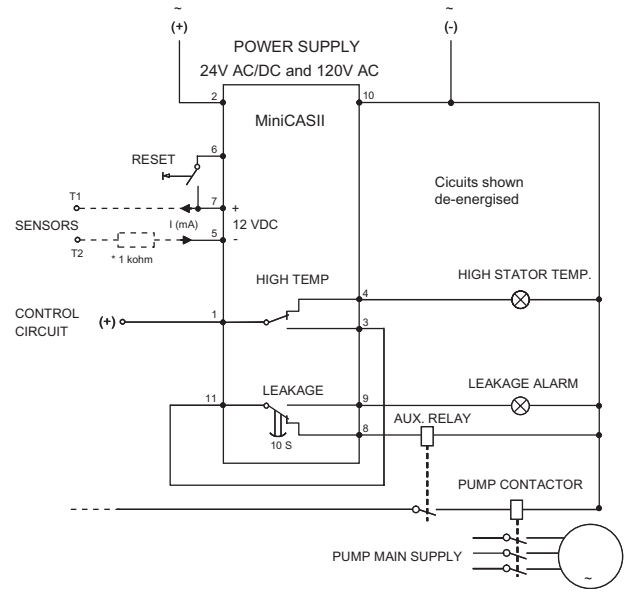 ~
(+)
~
(-)
POWER SUPPLY
24V AC/DC and 120V AC
2
10
MiniCASII
6
RESET
T1
7
+
I (mA)
12 VDC
SENSORS
5
-
T2
* 1 kohm
Cicuits shown
de-energised
HIGH TEMP
HIGH STATOR TEMP.
4
CONTROL
CIRCUIT
(+)
1
3
LEAKAGE
LEAKAGE ALARM
11
9
AUX. RELAY
8
10 S
PUMP CONTACTOR
PUMP MAIN SUPPLY
~